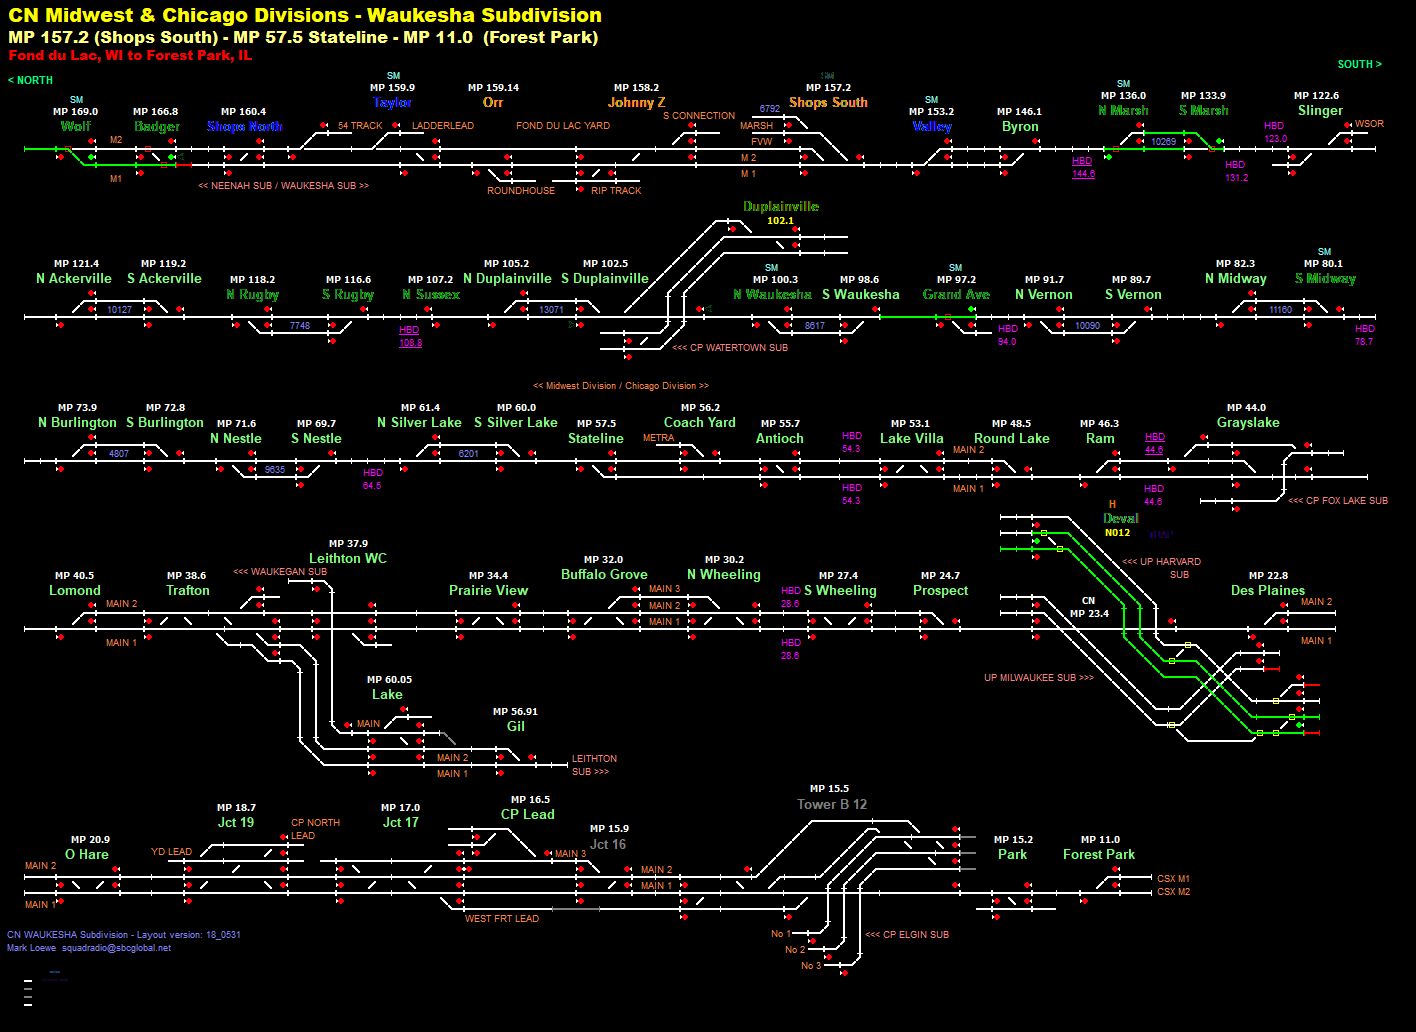 CN Midwest & Chicago Divisions - Waukesha Subdivision
MP 157.2 (Shops South) - MP 57.5 Stateline - MP 11.0 (Forest Park)
Fond du Lac, WI to Forest Park, IL
< NORTH
SOUTH >
SM
MP 169.0
Wolf
MP 166.8
Badger
MP 160.4
Shops North
SM
MP 159.9
Taylor
MP 159.14
Orr
MP 158.2
Johnny Z
SM
MP 157.2
Shops South
SM
MP 153.2
Valley
MP 146.1
Byron
SM
MP 136.0
N Marsh
MP 133.9
S Marsh
MP 122.6
Slinger
M2
M1
54 TRACK
LADDERLEAD
FOND DU LAC YARD
S CONNECTION
6792
MARSH
FVW
M 2
M 1
HBD
144.6
10269
HBD
131.2
HBD
123.0
WSOR
<< NEENAH SUB / WAUKESHA SUB >>
ROUNDHOUSE
RIP TRACK
MP 121.4
N Ackerville
MP 119.2
S Ackerville
MP 118.2
N Rugby
MP 116.6
S Rugby
MP 107.2
N Sussex
MP 105.2
N Duplainville
MP 102.5
S Duplainville
Duplainville
102.1
SM
MP 100.3
N Waukesha
MP 98.6
S Waukesha
SM
MP 97.2
Grand Ave
MP 91.7
N Vernon
MP 89.7
S Vernon
MP 82.3
N Midway
SM
MP 80.1
S Midway
10127
7748
HBD
108.8
13071
8617
HBD
94.0
10090
11160
HBD
78.7
<<< CP WATERTOWN SUB
<< Midwest Division / Chicago Division >>
MP 73.9
N Burlington
MP 72.8
S Burlington
MP 71.6
N Nestle
MP 69.7
S Nestle
MP 61.4
N Silver Lake
MP 60.0
S Silver Lake
MP 57.5
Stateline
MP 56.2
Coach Yard
MP 55.7
Antioch
MP 53.1
Lake Villa
MP 48.5
Round Lake
MP 46.3
Ram
MP 44.0
Grayslake
4807
9635
HBD
64.5
6201
METRA
HBD
54.3
HBD
54.3
MAIN 2
MAIN 1
HBD
44.6
HBD
44.6
<<< CP FOX LAKE SUB
H
Deval
N012
MP 40.5
Lomond
MP 38.6
Trafton
<<< WAUKEGAN SUB
MP 37.9
Leithton WC
MP 34.4
Prairie View
MP 32.0
Buffalo Grove
MP 30.2
N Wheeling
MP 27.4
S Wheeling
MP 24.7
Prospect
CN
MP 23.4
<<< UP HARVARD
SUB
MP 22.8
Des Plaines
MAIN 2
MAIN 1
MAIN 3
MAIN 2
MAIN 1
HBD
28.6
HBD
28.6
MAIN 2
MAIN 1
UP MILWAUKEE SUB >>>
MP 60.05
Lake
MP 56.91
Gil
MAIN
MAIN 2
MAIN 1
LEITHTON
SUB >>>
MP 20.9
O Hare
MP 18.7
Jct 19
CP NORTH
LEAD
MP 17.0
Jct 17
MP 16.5
CP Lead
MP 15.9
Jct 16
MP 15.5
Tower B 12
MP 15.2
Park
MP 11.0
Forest Park
MAIN 2
MAIN 1
YD LEAD
MAIN 3
MAIN 2
MAIN 1
CSX M1
CSX M2
WEST FRT LEAD
No 1
No 2
No 3
<<< CP ELGIN SUB
CN WAUKESHA Subdivision - Layout version: 18_0531
Mark Loewe squadradio@sbcglobal.net